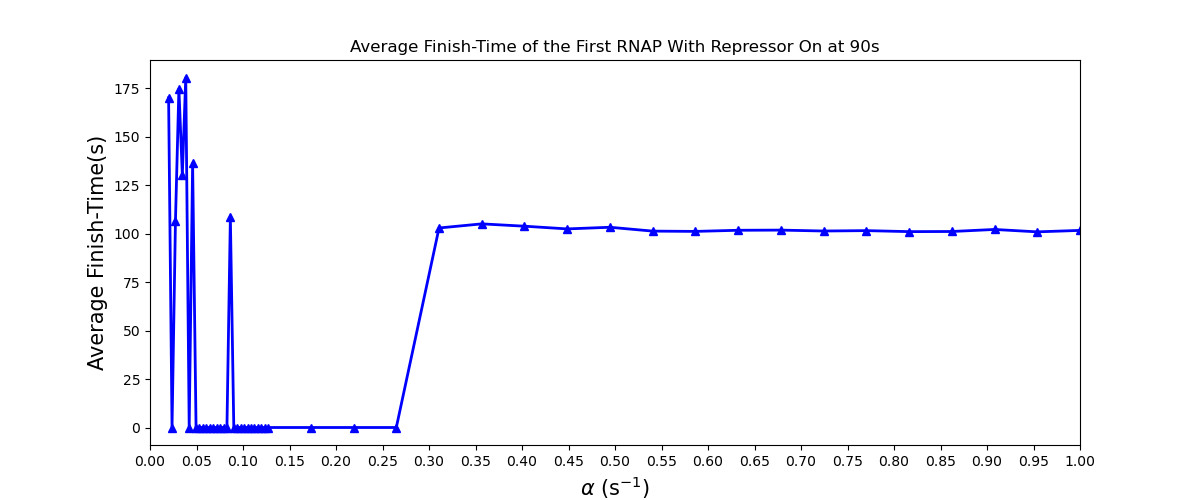 Average Finish-Time of the First RNAP With Repressor On at 90s
Average Finish-Time(s)
175
150
125
100
75
50
25
0
0.00 0.05 0.10 0.15 0.20 0.25 0.30 0.35 0.40 0.45 0.50 0.55 0.60 0.65 0.70 0.75 0.80 0.85 0.90 0.95 1.00
α (s⁻¹)